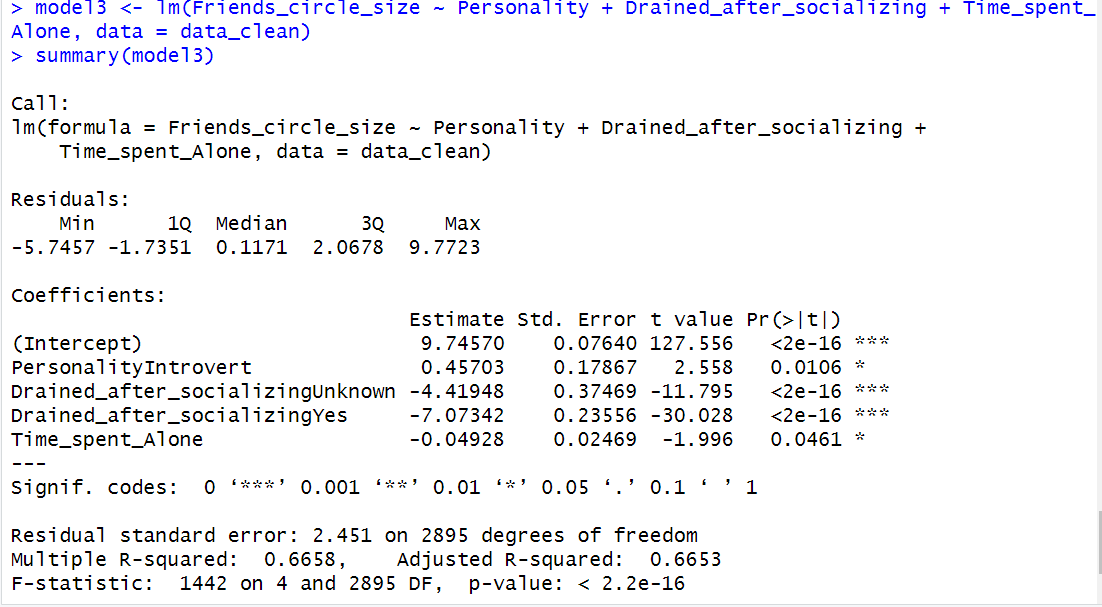 > model3 <- lm(Friends_circle_size ~ Personality + Drained_after_socializing + Time_spent_
Alone, data = data_clean)
> summary(model3)
Call:
lm(formula = Friends_circle_size ~ Personality + Drained_after_socializing +
    Time_spent_Alone, data = data_clean)
Residuals:
    Min      1Q  Median      3Q     Max
-5.7457 -1.7351  0.1171  2.0678  9.7723
Coefficients:
                                 Estimate Std. Error t value Pr(>|t|)
(Intercept)                       9.74570    0.07640 127.556   <2e-16 ***
PersonalityIntrovert              0.45703    0.17867   2.558   0.0106 *
Drained_after_socializingUnknown -4.41948    0.37469 -11.795   <2e-16 ***
Drained_after_socializingYes     -7.07342    0.23556 -30.028   <2e-16 ***
Time_spent_Alone                 -0.04928    0.02469  -1.996   0.0461 *
---
Signif. codes:  0 ‘***’ 0.001 ‘**’ 0.01 ‘*’ 0.05 ‘.’ 0.1 ‘ ’ 1
Residual standard error: 2.451 on 2895 degrees of freedom
Multiple R-squared:  0.6658,    Adjusted R-squared:  0.6653
F-statistic:  1442 on 4 and 2895 DF,  p-value: < 2.2e-16